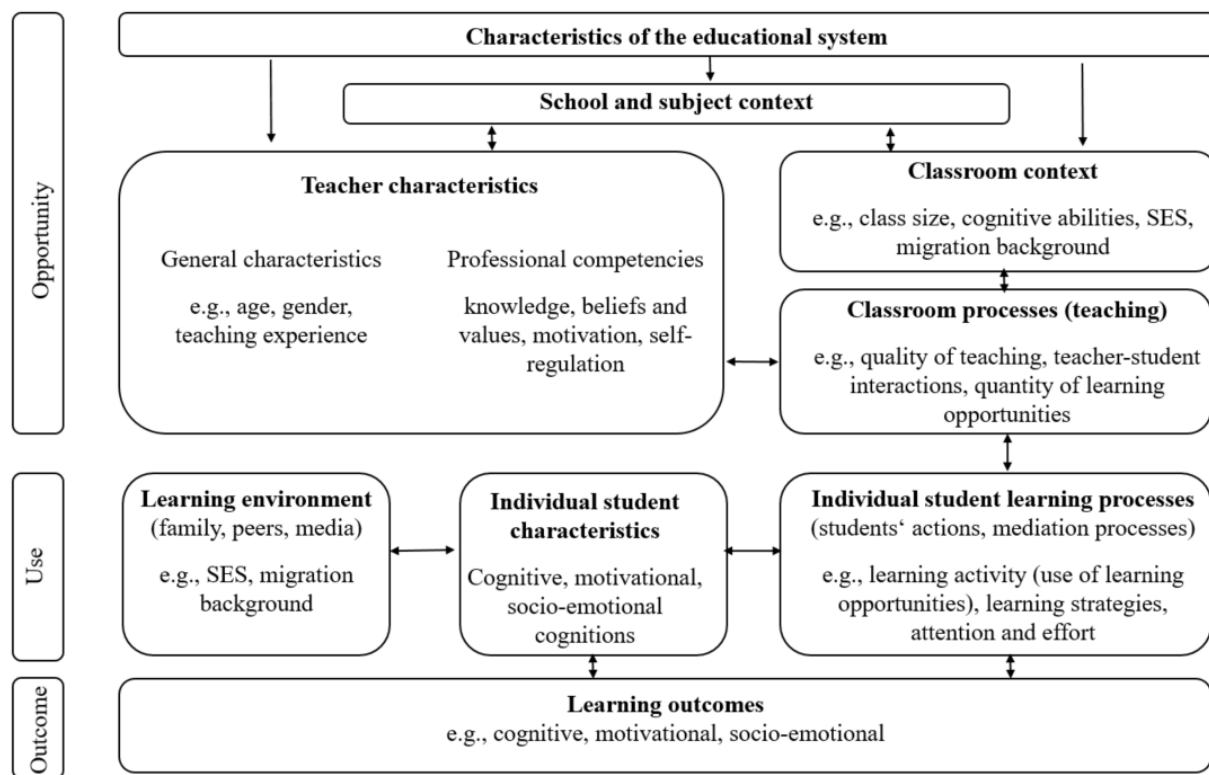 Opportunity
Characteristics of the educational system
School and subject context
Teacher characteristics
General characteristics
e.g., age, gender,
teaching experience
Professional competencies
knowledge, beliefs and
values, motivation, self-
regulation
Classroom context
e.g., class size, cognitive abilities, SES,
migration background
Classroom processes (teaching)
e.g., quality of teaching, teacher-student
interactions, quantity of learning
opportunities
Use
Learning environment
(family, peers, media)
e.g., SES, migration
background
Individual student
characteristics
Cognitive, motivational,
socio-emotional
cognitions
Individual student learning processes
(students‘ actions, mediation processes)
e.g., learning activity (use of learning
opportunities), learning strategies,
attention and effort
Outcome
Learning outcomes
e.g., cognitive, motivational, socio-emotional